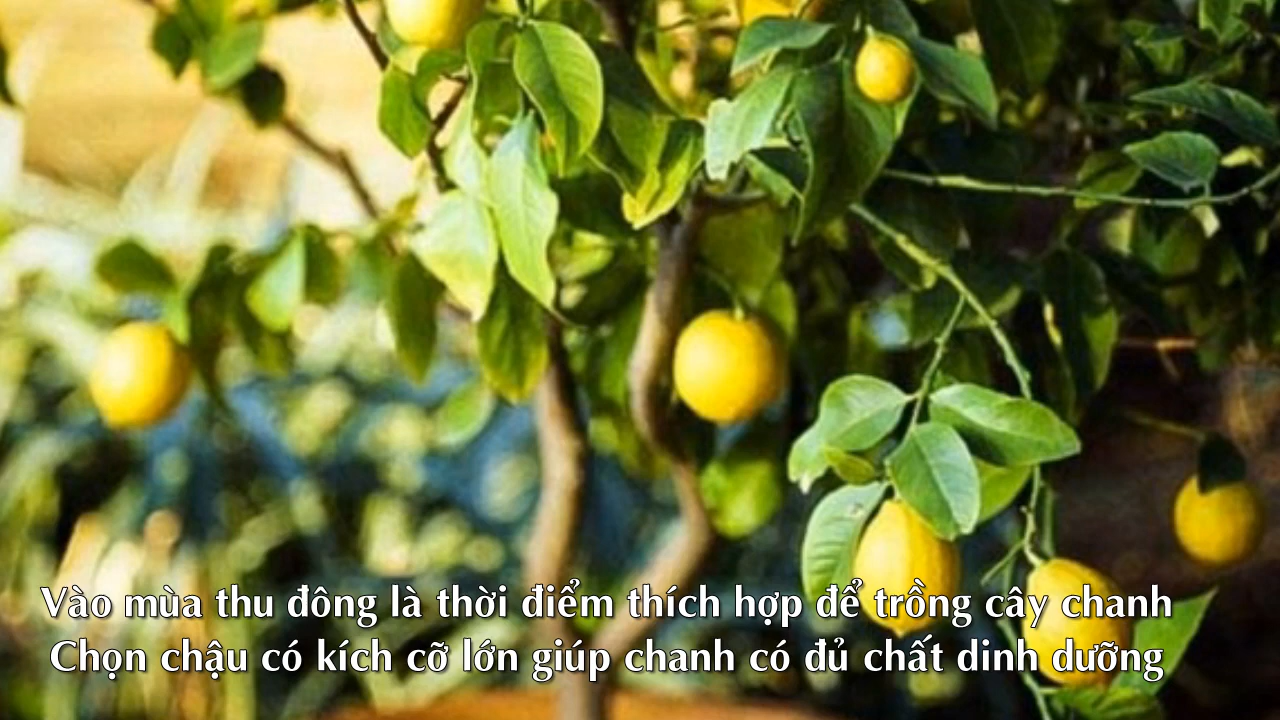 Vào mùa thu đông là thời điểm thích hợp để trồng cây chanh
Chọn chậu có kích cỡ lớn giúp chanh có đủ chất dinh dưỡng